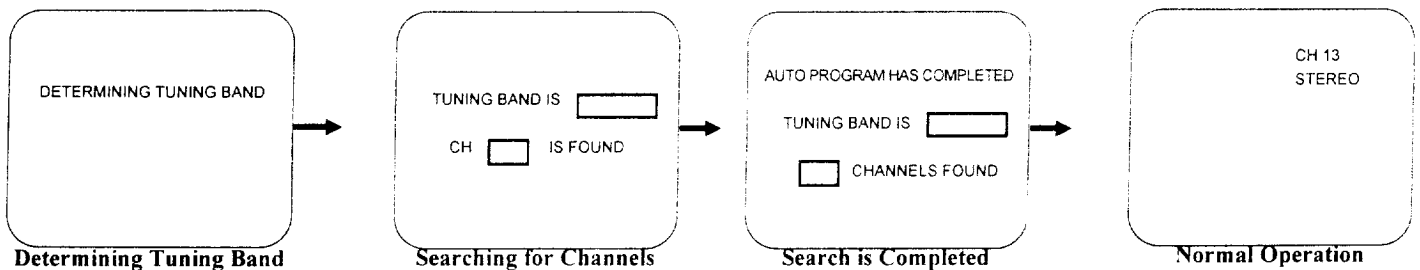 DETERMINING TUNING BAND
Determining Tuning Band
TUNING BAND IS
CH IS FOUND
Searching for Channels
AUTO PROGRAM HAS COMPLETED
TUNING BAND IS
CHANNELS FOUND
Search is Completed
CH 13
STEREO
Normal Operation